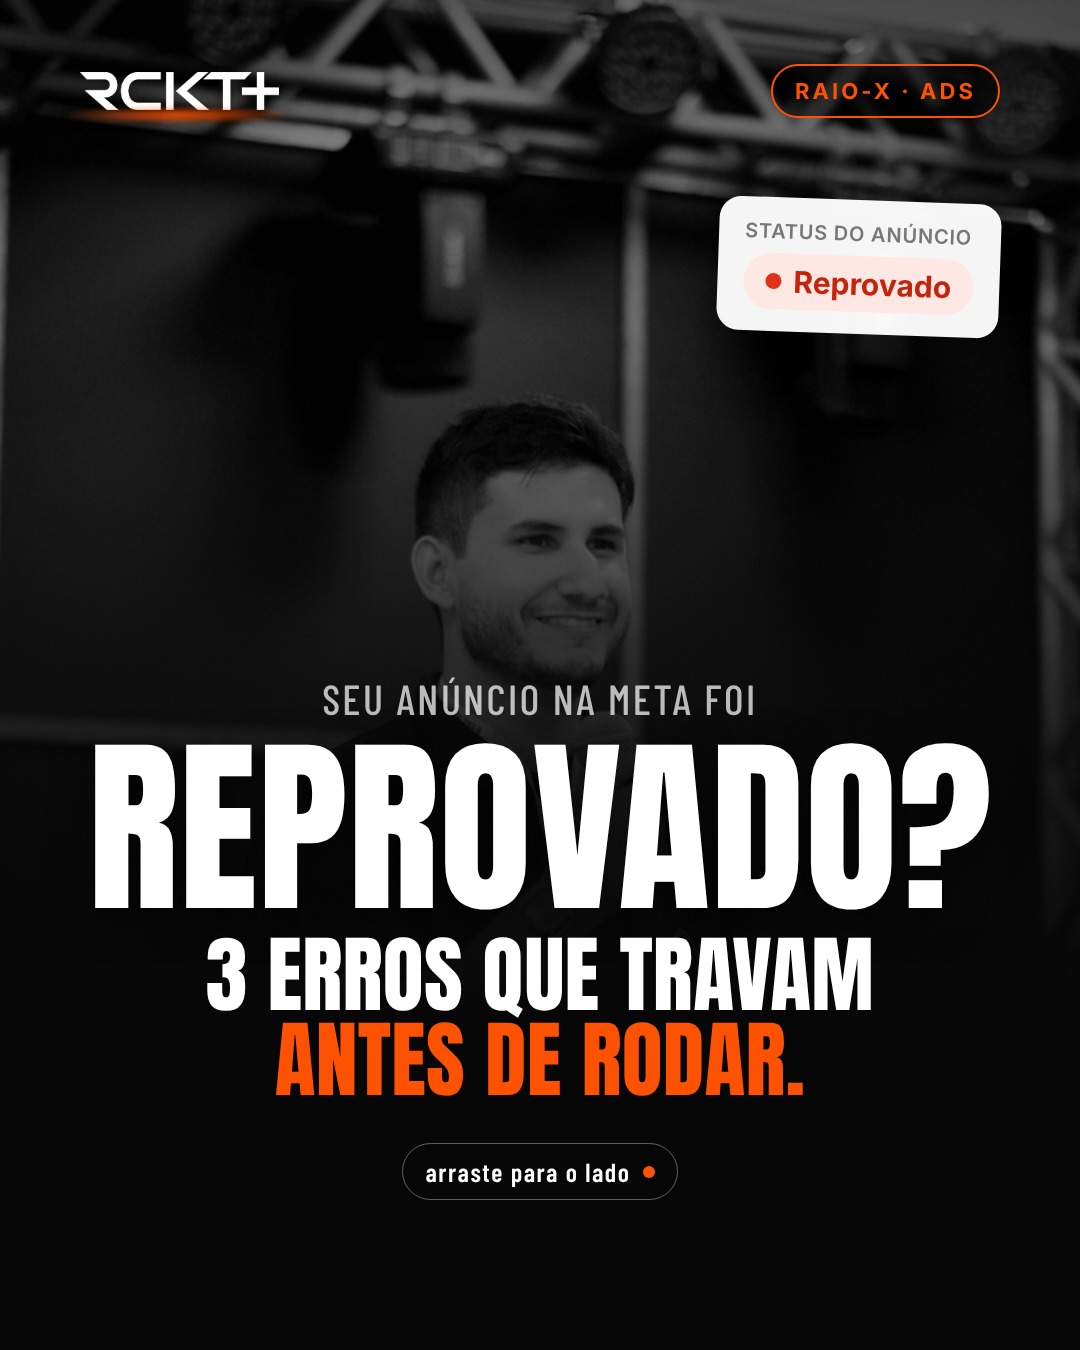 RCKT+
RAIO-X · ADS
STATUS DO ANÚNCIO
Reprovado
SEU ANÚNCIO NA META FOI
REPROVADO?
3 ERROS QUE TRAVAM
ANTES DE RODAR.
arraste para o lado